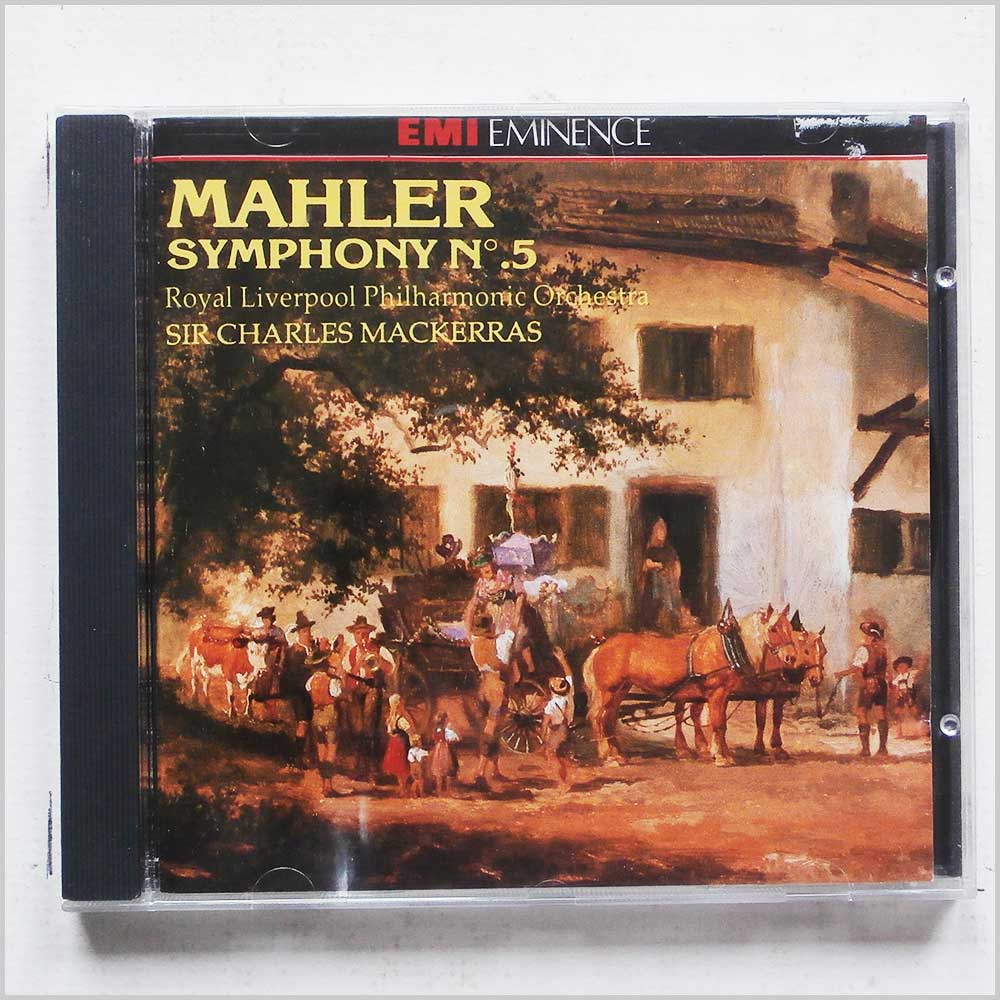 EMI EMINENCE
MAHLER
SYMPHONY N°.5
Royal Liverpool Philharmonic Orchestra
SIR CHARLES MACKERRAS